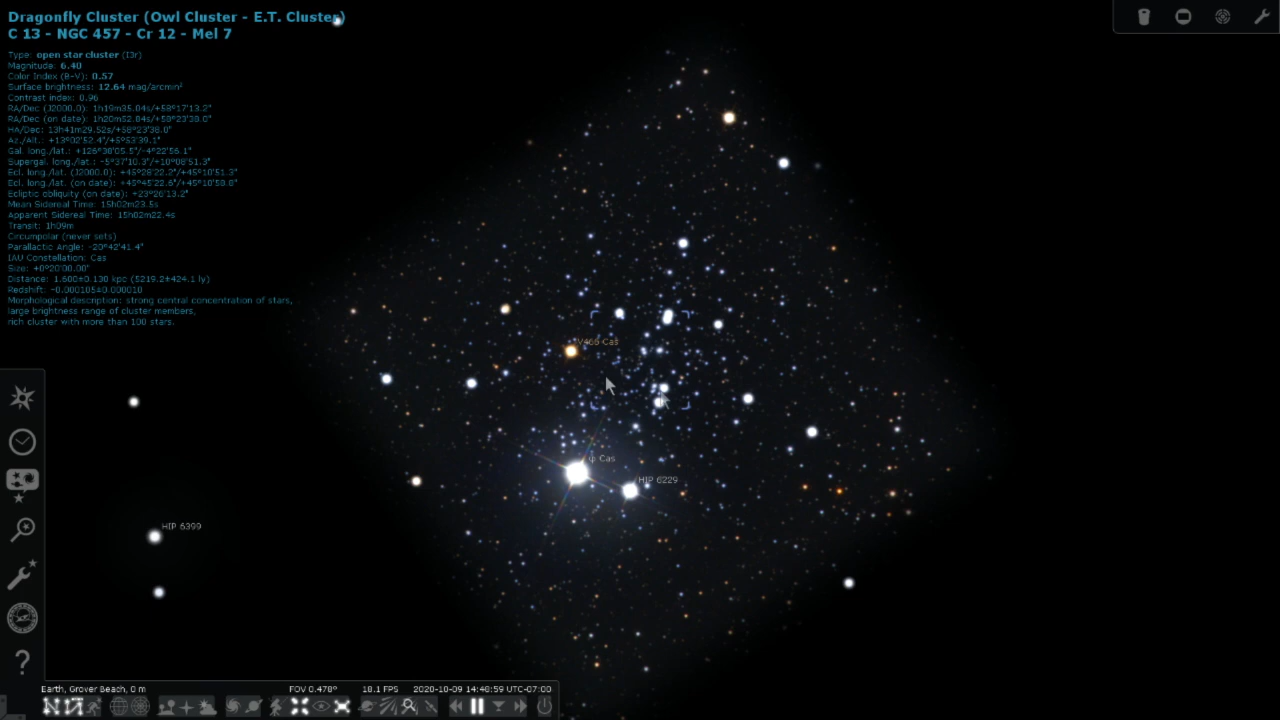 Dragonfly Cluster (Owl Cluster - E.T. Cluster)
C 13 - NGC 457 - Cr 12 - Mel 7
Type: open star cluster (I3r)
Magnitude: 6.40
Color Index (B-V): 0.57
Surface brightness: 12.64 mag/arcmin²
Contrast index: 0.96
RA/Dec (J2000.0): 1h19m35.04s/+58°17'13.2"
RA/Dec (on date): 1h20m52.84s/+58°23'38.0"
HA/Dec: 13h41m29.52s/+58°23'38.0"
Az./Alt.: +13°02'52.4"/+5°53'39.1"
Gal. long./lat.: +126°38'05.5"/-4°22'56.1"
Supergal. long./lat.: -5°37'10.3"/+10°08'51.3"
Ecl. long./lat. (J2000.0): +45°28'22.2"/+45°10'51.3"
Ecl. long./lat. (on date): +45°45'22.6"/+45°10'58.8"
Ecliptic obliquity (on date): +23°26'13.2"
Mean Sidereal Time: 15h02m23.5s
Apparent Sidereal Time: 15h02m22.4s
Transit: 1h09m
Circumpolar (never sets)
Parallactic Angle: -20°42'41.4"
IAU Constellation: Cas
Size: +0°20'00.00"
Distance: 1.600±0.130 kpc (5219.2±424.1 ly)
Redshift: -0.000105±0.000010
Morphological description: strong central concentration of stars,
large brightness range of cluster members,
rich cluster with more than 100 stars.
V466 Cas
φ Cas
HIP 6229
HIP 6399
Earth, Grover Beach, 0 m FOV 0.478° 18.1 FPS 2020-10-09 14:48:59 UTC-07:00